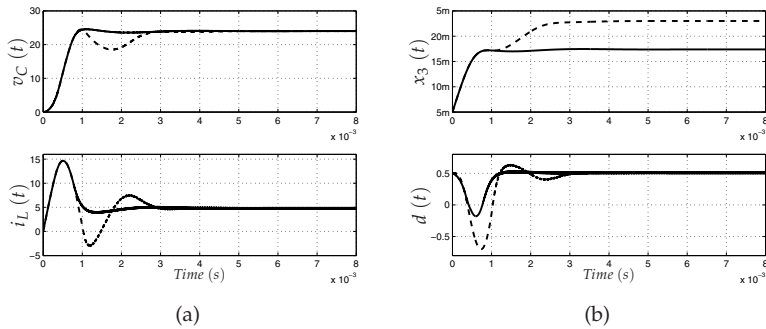 30
20
10
0
v_C (t)
0 1 2 3 4 5 6 7 8
x 10⁻³
15
10
5
0
−5
i_L (t)
0 1 2 3 4 5 6 7 8
Time (s)
x 10⁻³
(a)
5m
20m
15m
10m
5m
x_3 (t)
0 1 2 3 4 5 6 7 8
x 10⁻³
0.5
0
−0.5
d (t)
0 1 2 3 4 5 6 7 8
Time (s)
x 10⁻³
(b)